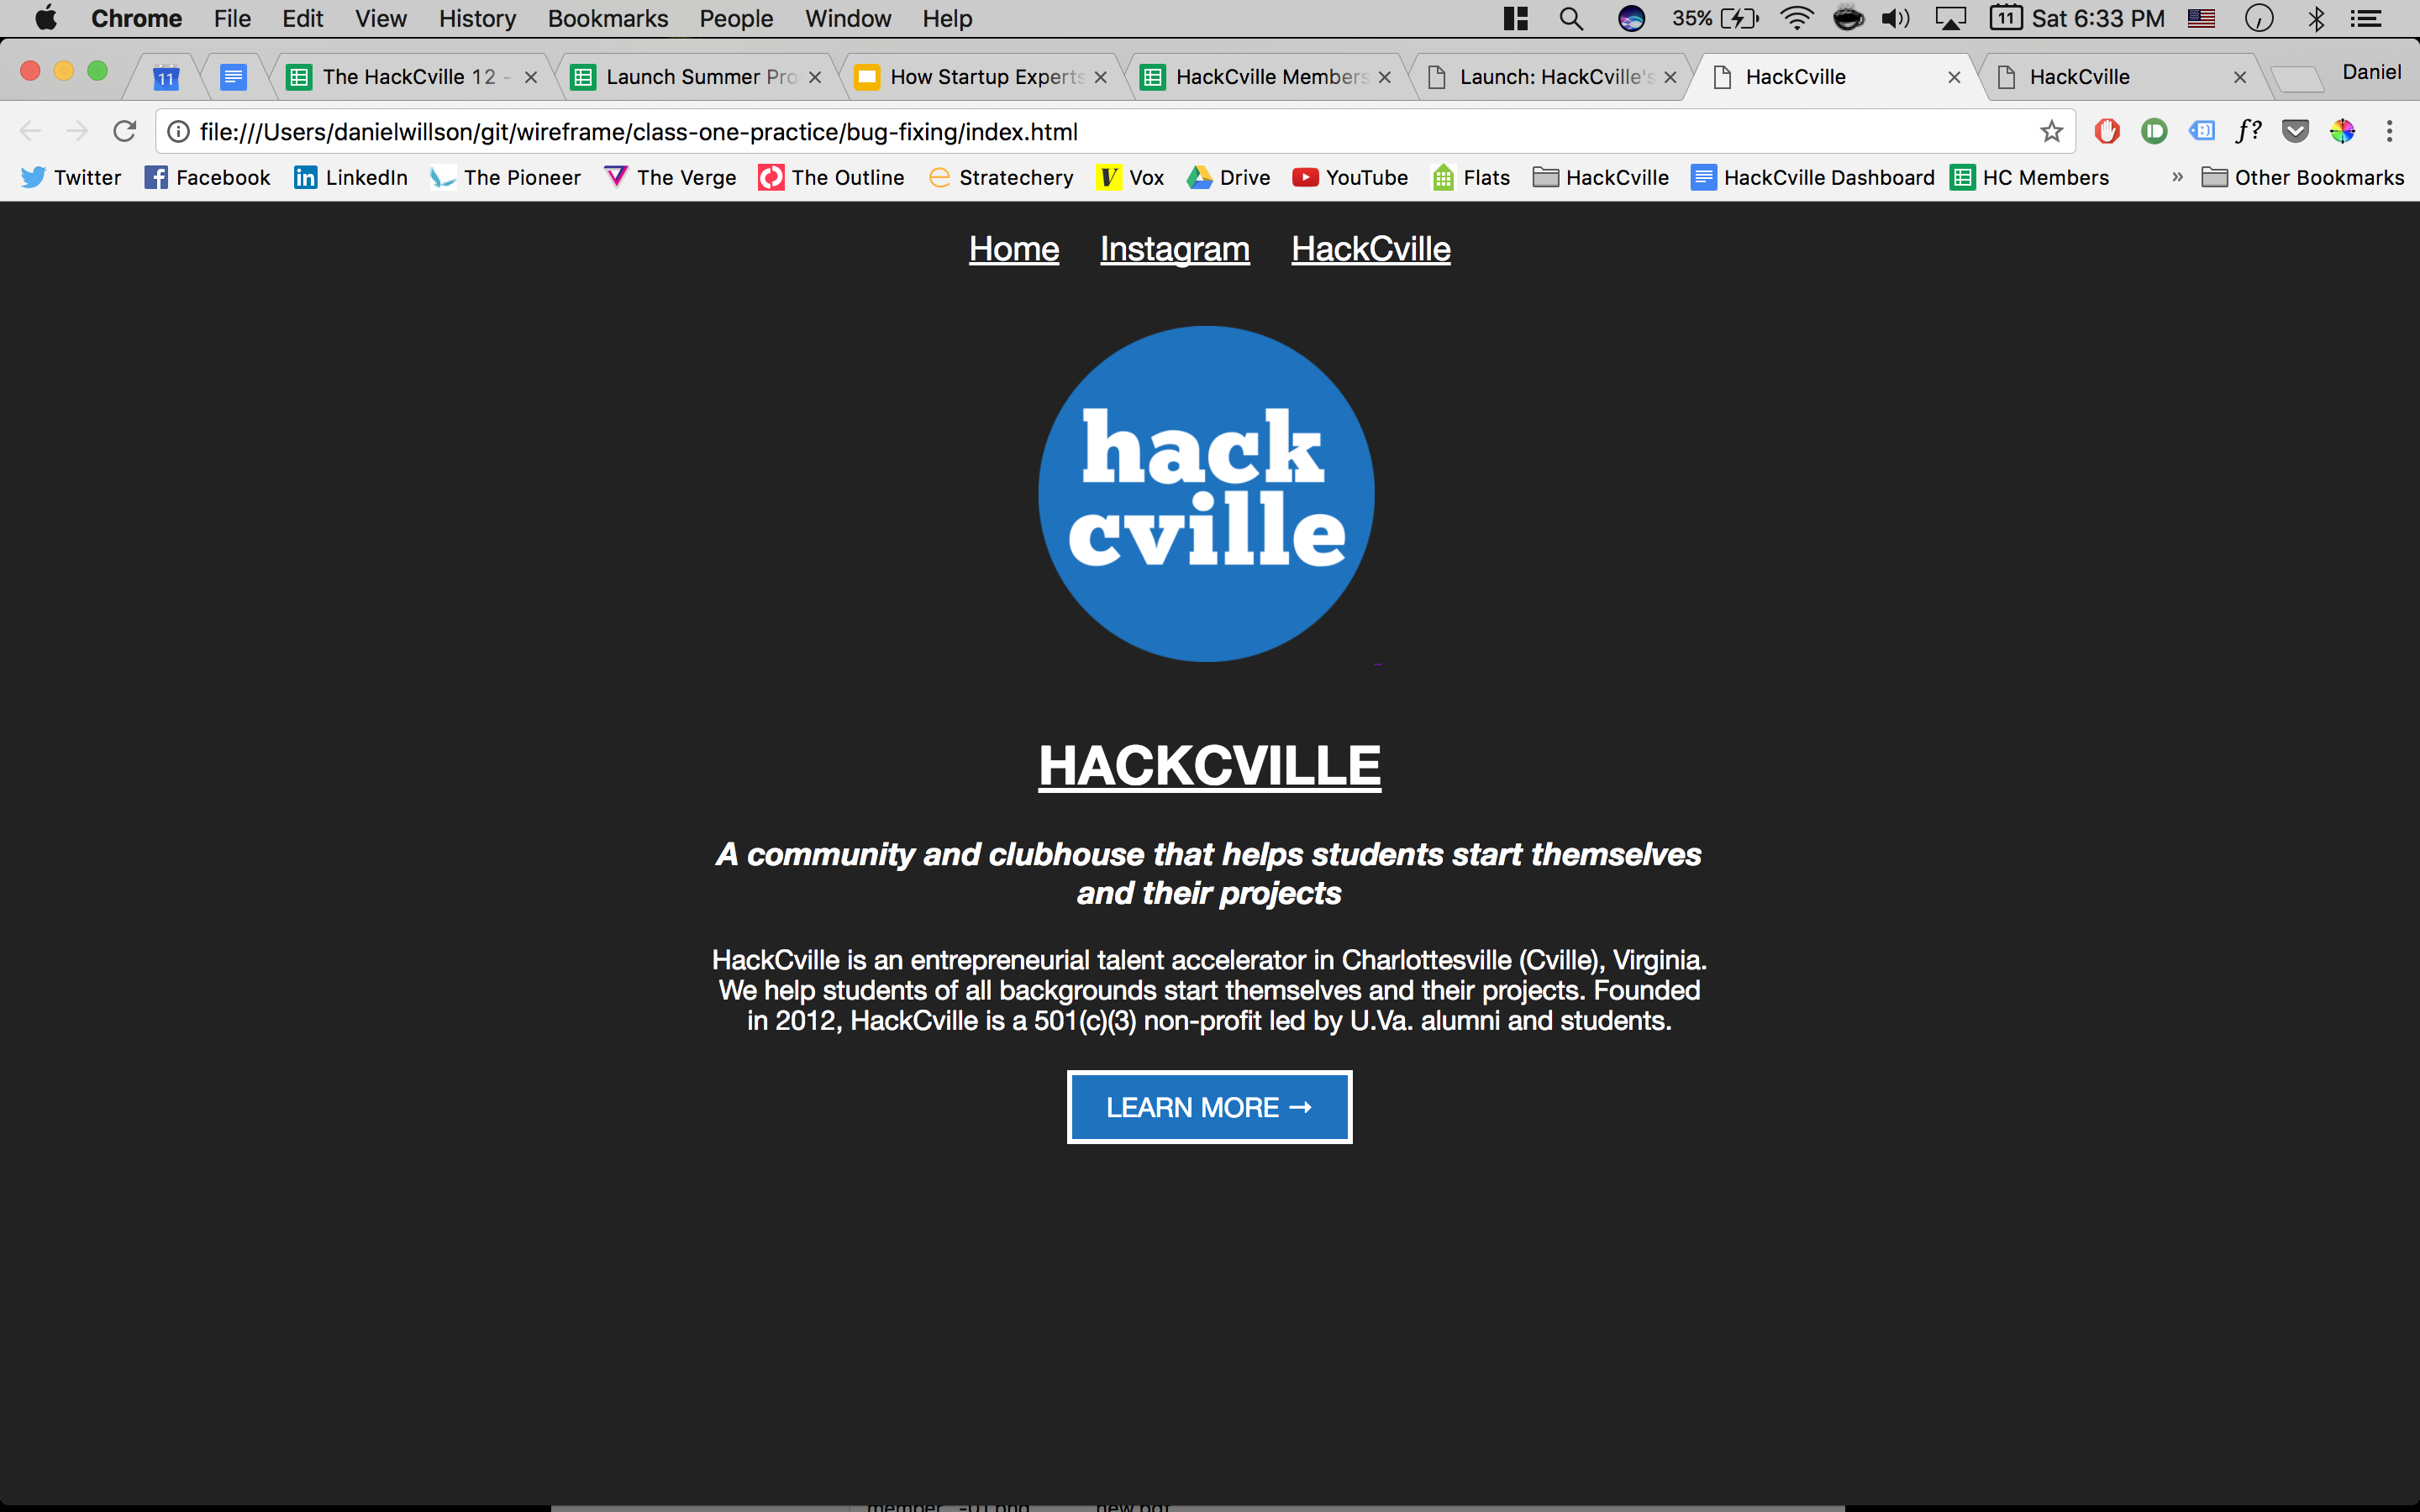 Chrome File Edit View History Bookmarks People Window Help 35% 11 Sat 6:33 PM
11 The HackCville 12 - Launch Summer Pro How Startup Experts HackCville Members Launch: HackCville's HackCville HackCville Daniel
file:///Users/danielwillson/git/wireframe/class-one-practice/bug-fixing/index.html f?
Twitter Facebook LinkedIn The Pioneer The Verge The Outline Stratechery Vox Drive YouTube Flats HackCville HackCville Dashboard HC Members » Other Bookmarks
Home Instagram HackCville
hack
cville
HACKCVILLE
A community and clubhouse that helps students start themselves
and their projects
HackCville is an entrepreneurial talent accelerator in Charlottesville (Cville), Virginia.
We help students of all backgrounds start themselves and their projects. Founded
in 2012, HackCville is a 501(c)(3) non-profit led by U.Va. alumni and students.
LEARN MORE →